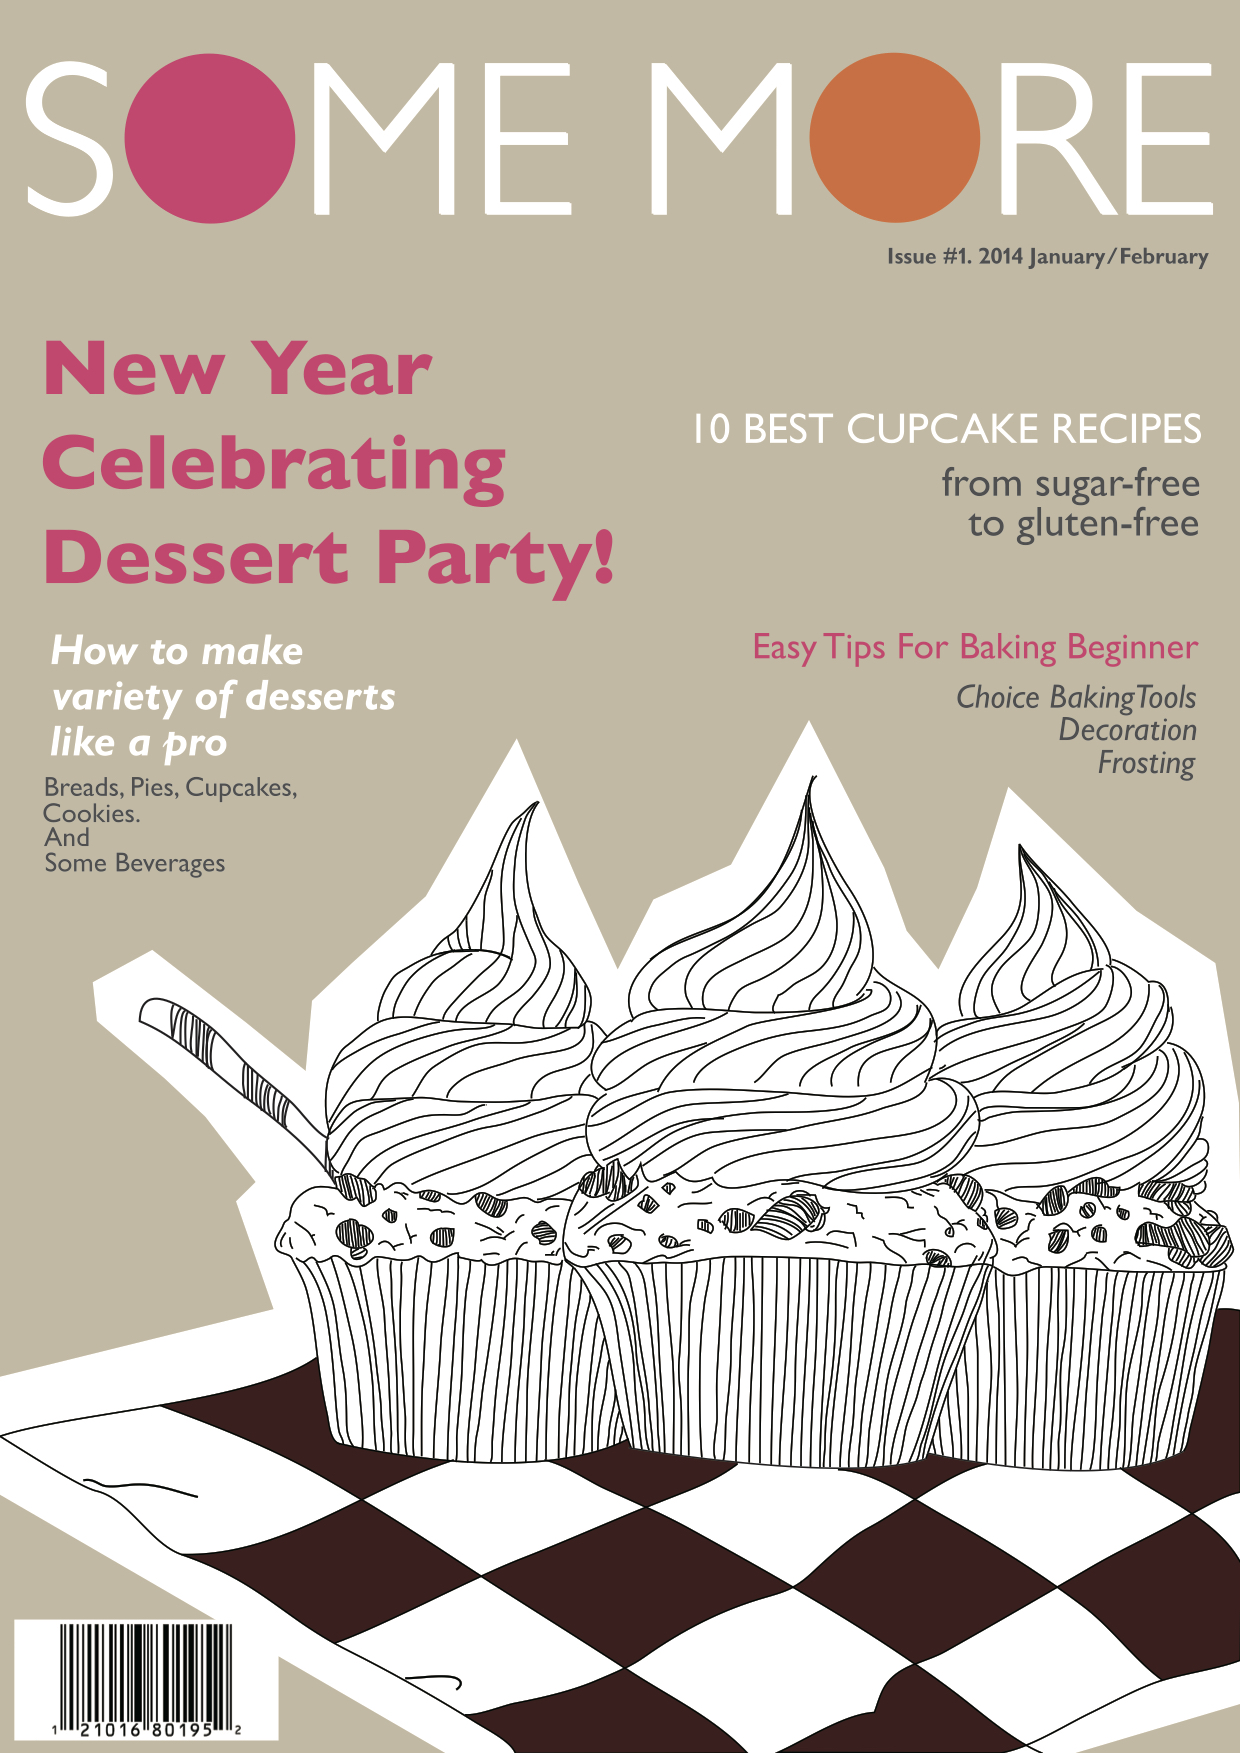 SOME MORE
Issue #1. 2014 January/February
New Year
Celebrating
Dessert Party!
How to make
variety of desserts
like a pro
Breads, Pies, Cupcakes,
Cookies.
And
Some Beverages
10 BEST CUPCAKE RECIPES
from sugar-free
to gluten-free
Easy Tips For Baking Beginner
Choice BakingTools
Decoration
Frosting
1 21016 80195 2